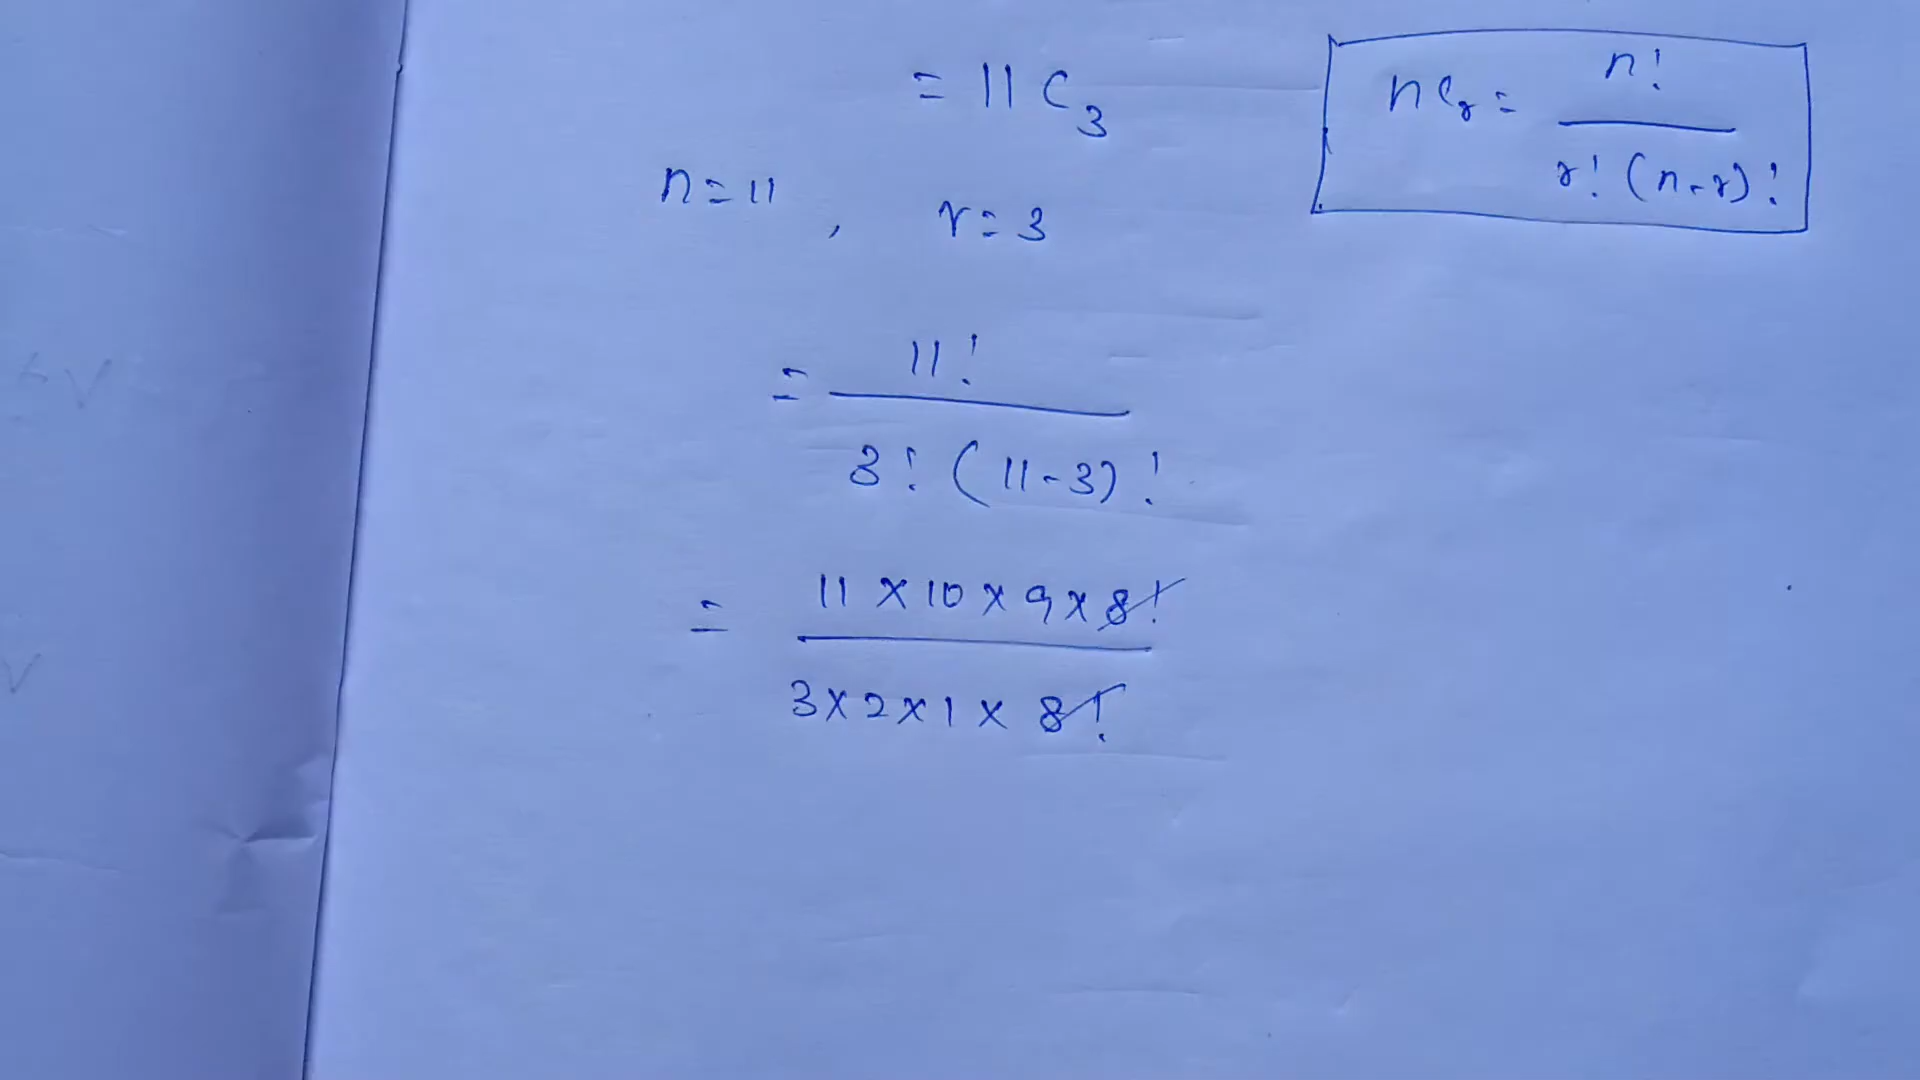 = 11 C₃
nCr = n! / r! (n-r)!
n = 11 , r = 3
= 11! / 3! (11-3)!
= 11 × 10 × 9 × 8! / 3 × 2 × 1 × 8!